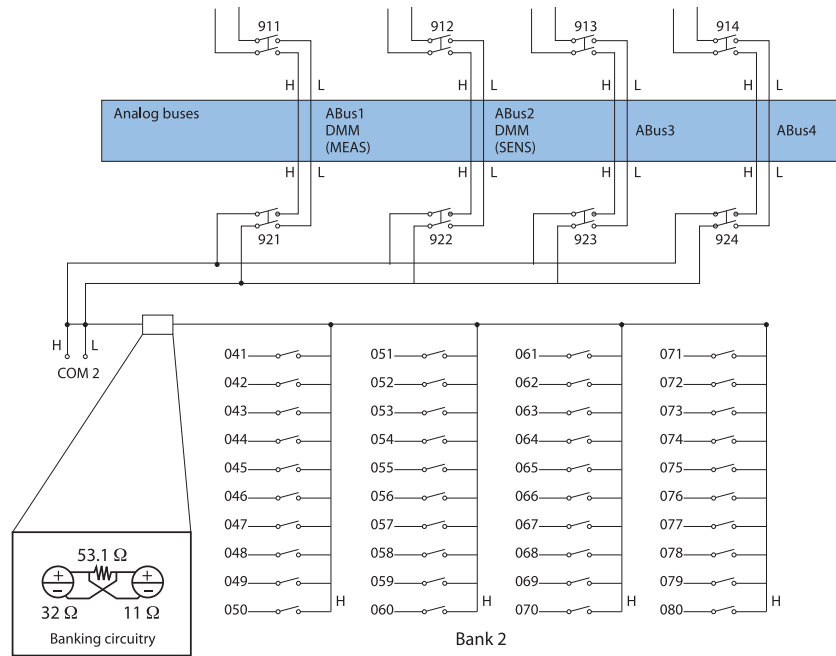 911 912 913 914
H L H L H L H L
Analog buses
ABus1
DMM
(MEAS)
ABus2
DMM
(SENS)
ABus3
ABus4
H L H L H L H L
921 922 923 924
H L
COM 2
041 051 061 071
042 052 062 072
043 053 063 073
044 054 064 074
045 055 065 075
046 056 066 076
047 057 067 077
048 058 068 078
049 059 069 079
H H H H
050 060 070 080
Bank 2
53.1 Ω
+ +
− −
32 Ω 11 Ω
Banking circuitry